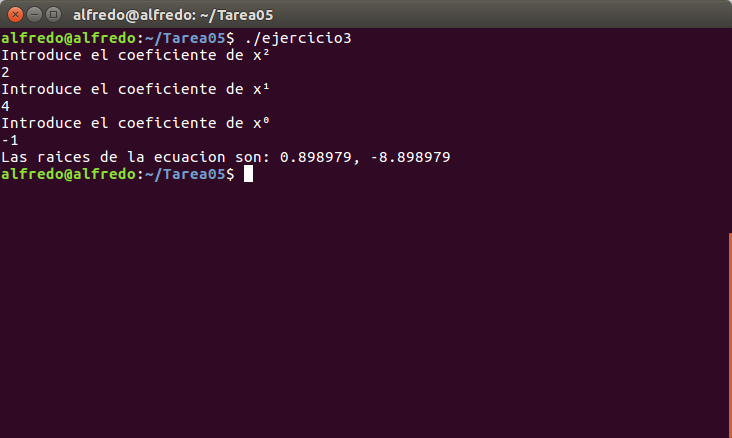 alfredo@alfredo: ~/Tarea05
alfredo@alfredo:~/Tarea05$ ./ejercicio3
Introduce el coeficiente de x²
2
Introduce el coeficiente de x¹
4
Introduce el coeficiente de x⁰
-1
Las raices de la ecuacion son: 0.898979, -8.898979
alfredo@alfredo:~/Tarea05$